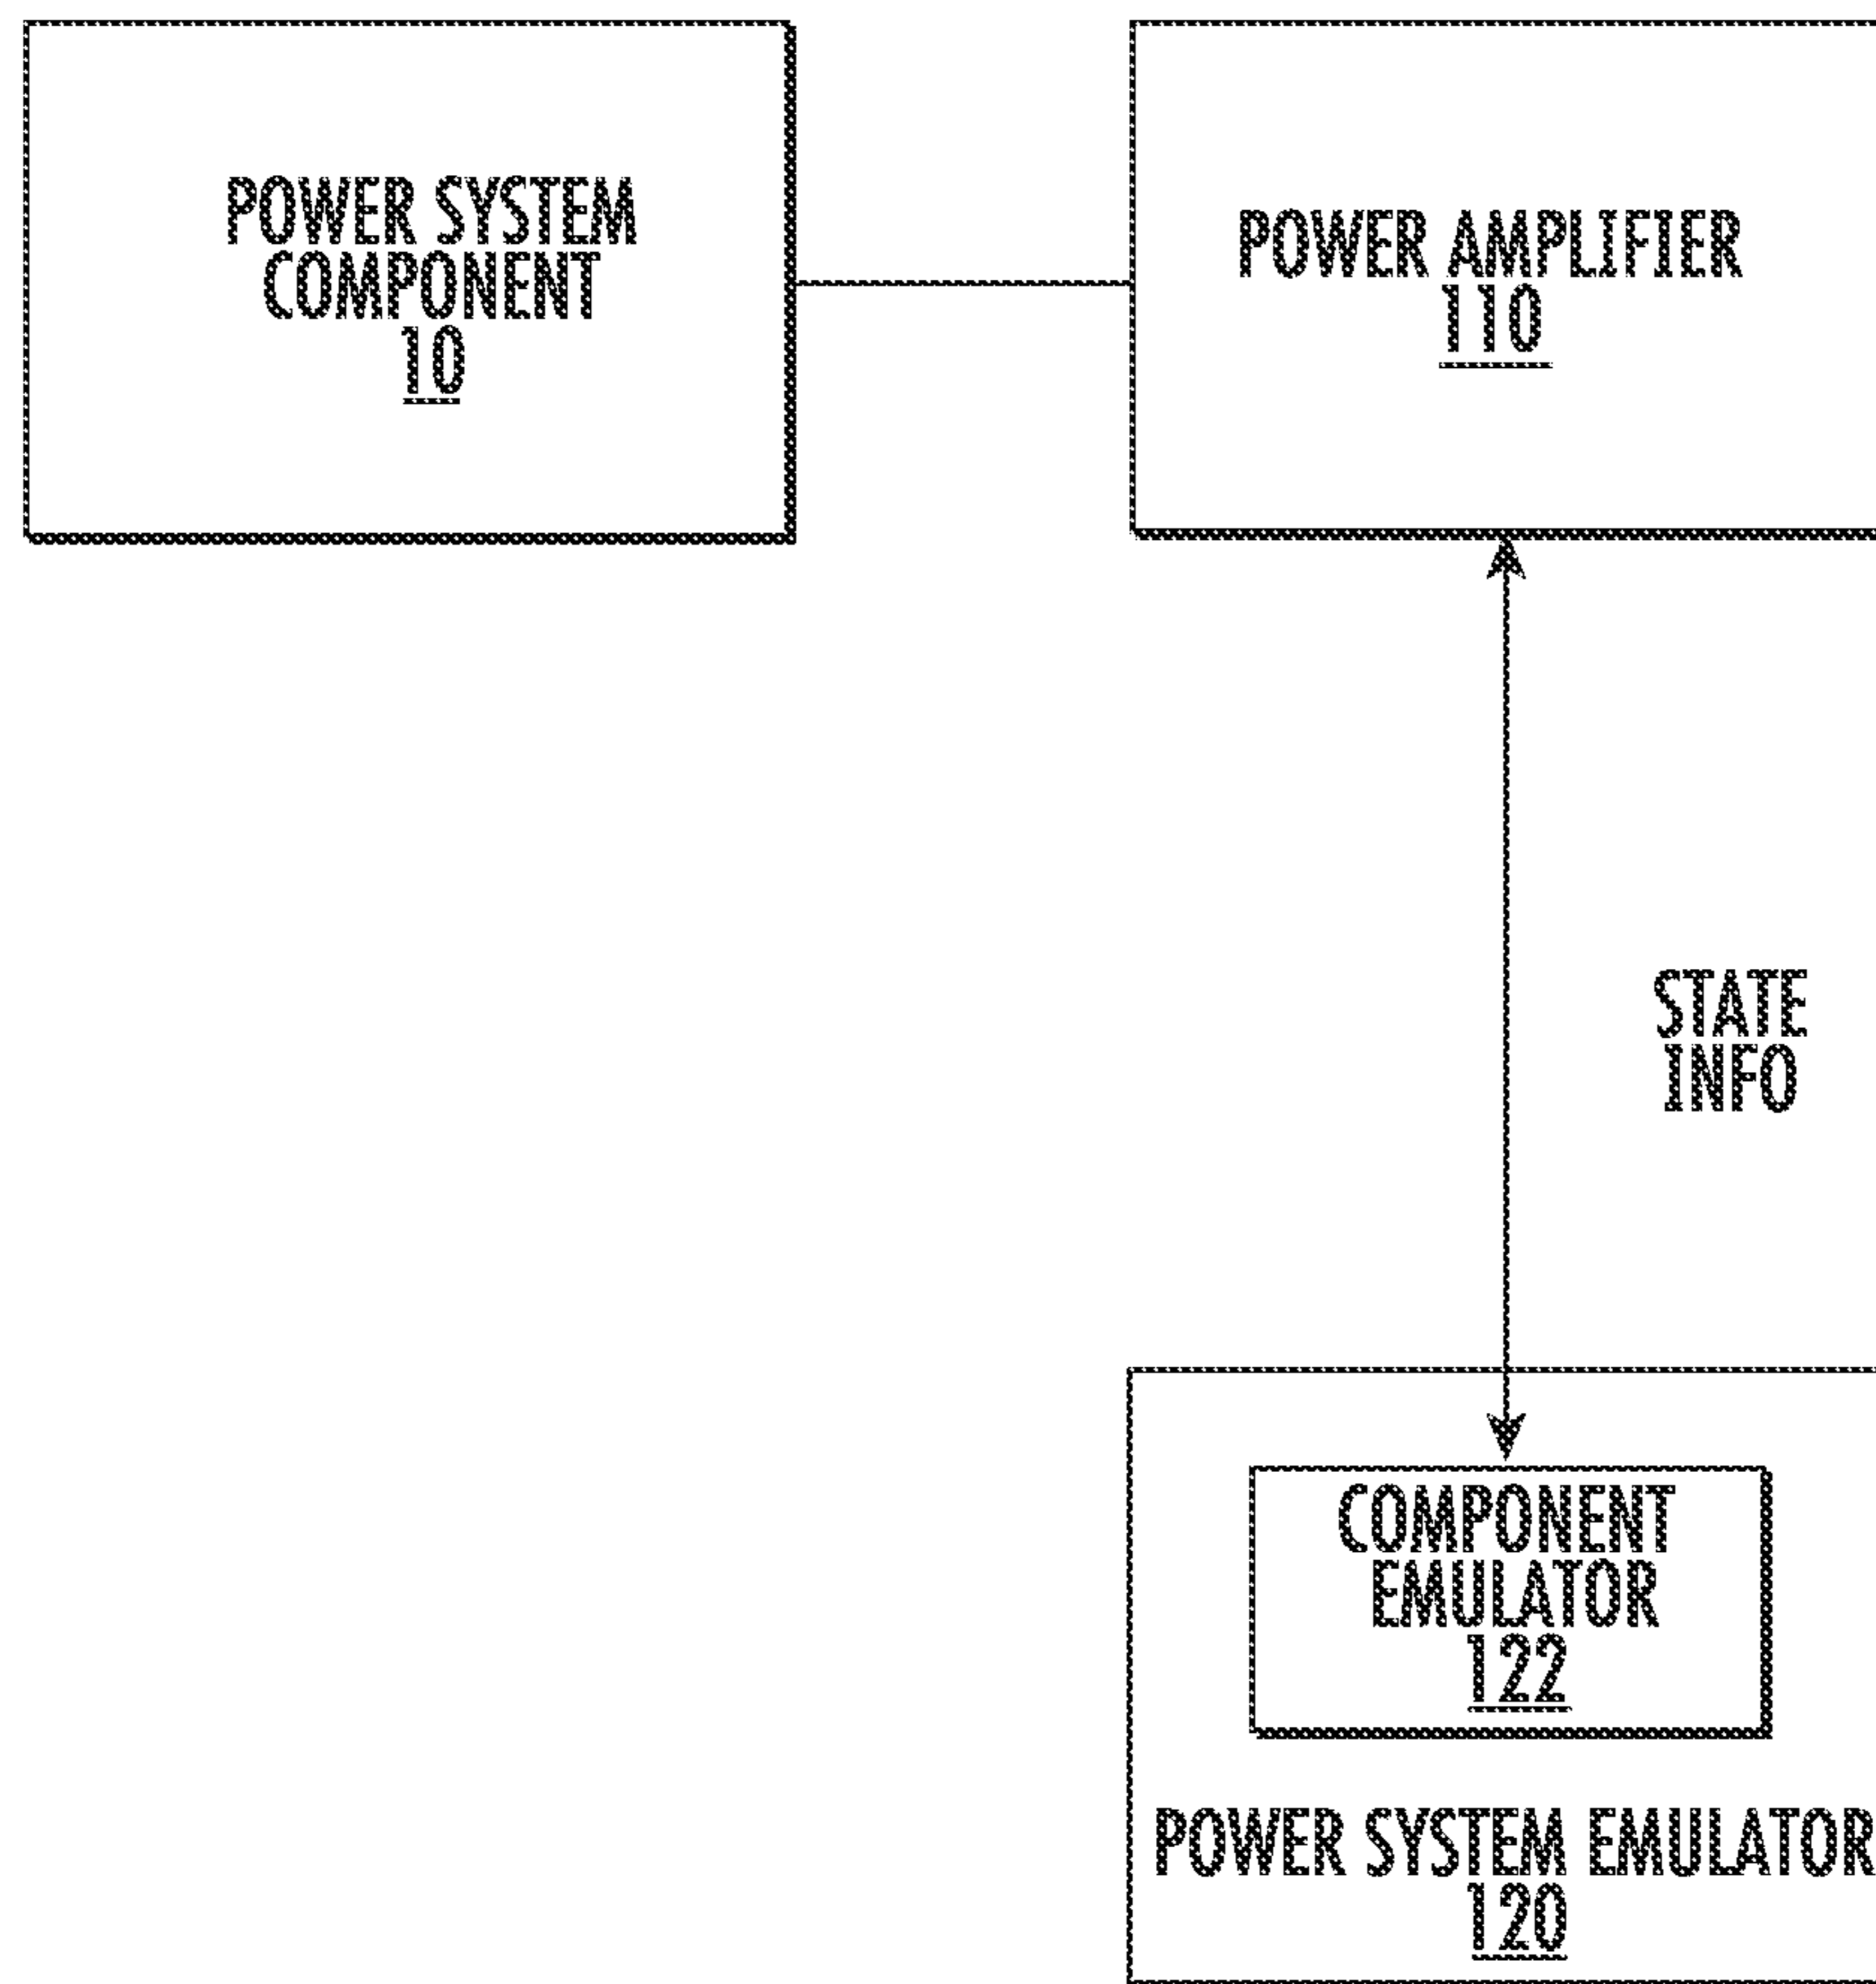 POWER SYSTEM
COMPONENT
10
POWER AMPLIFIER
110
STATE
INFO
COMPONENT
EMULATOR
122
POWER SYSTEM EMULATOR
120